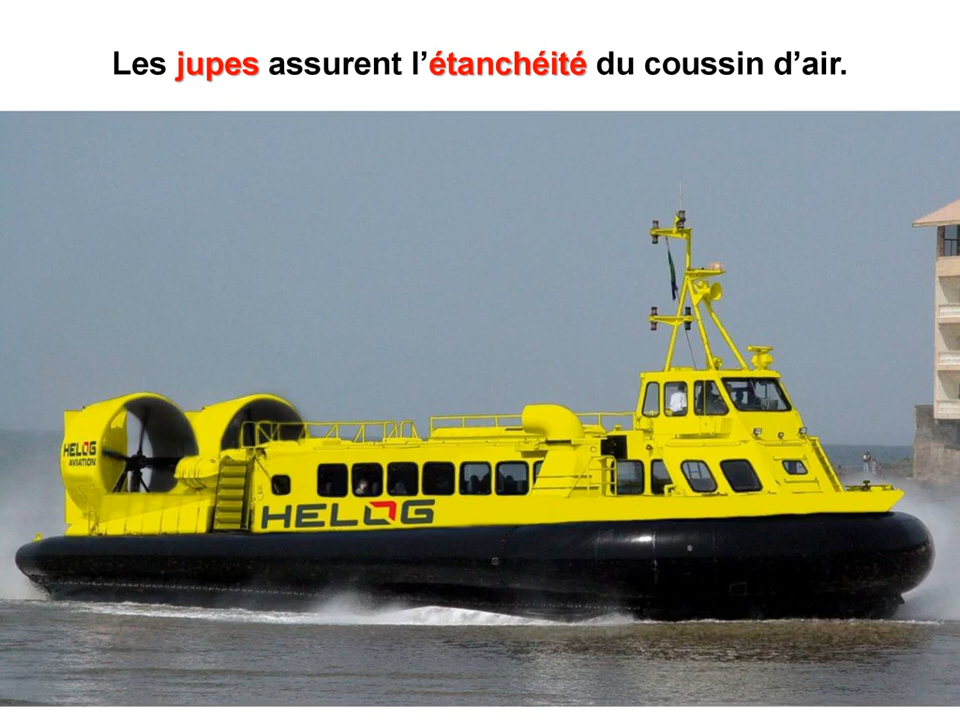 Les jupes assurent l’étanchéité du coussin d’air.
HELOG
AVIATION
HELOG